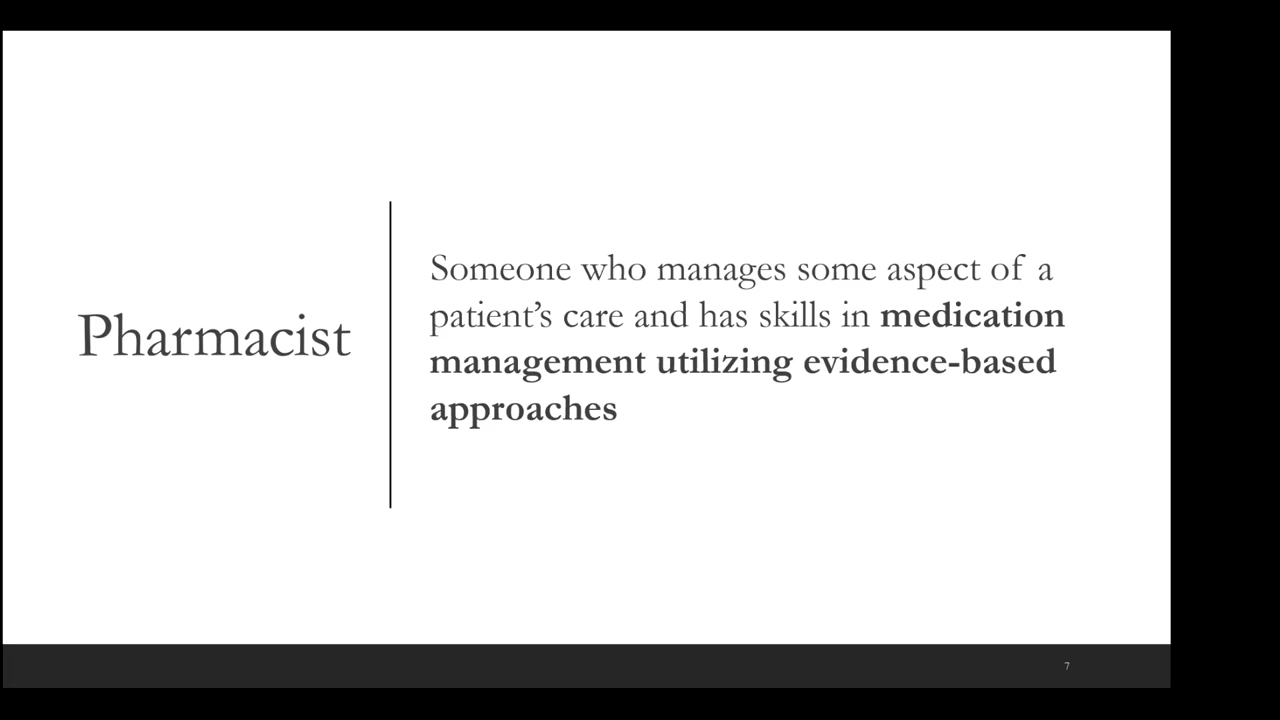 Pharmacist
Someone who manages some aspect of a
patient’s care and has skills in medication
management utilizing evidence-based
approaches
7